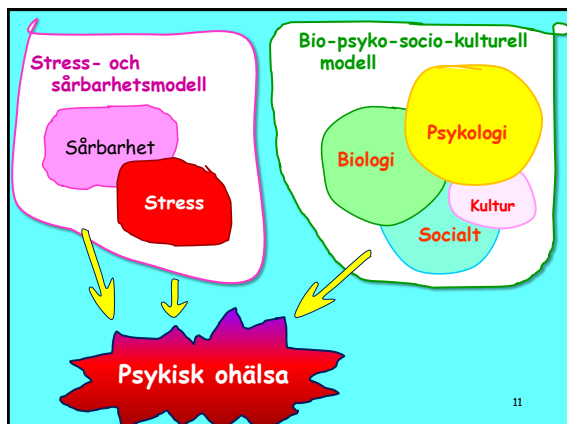 Stress- och
sårbarhetsmodell
Sårbarhet
Stress
Bio-psyko-socio-kulturell
modell
Psykologi
Biologi
Kultur
Socialt
Psykisk ohälsa
11